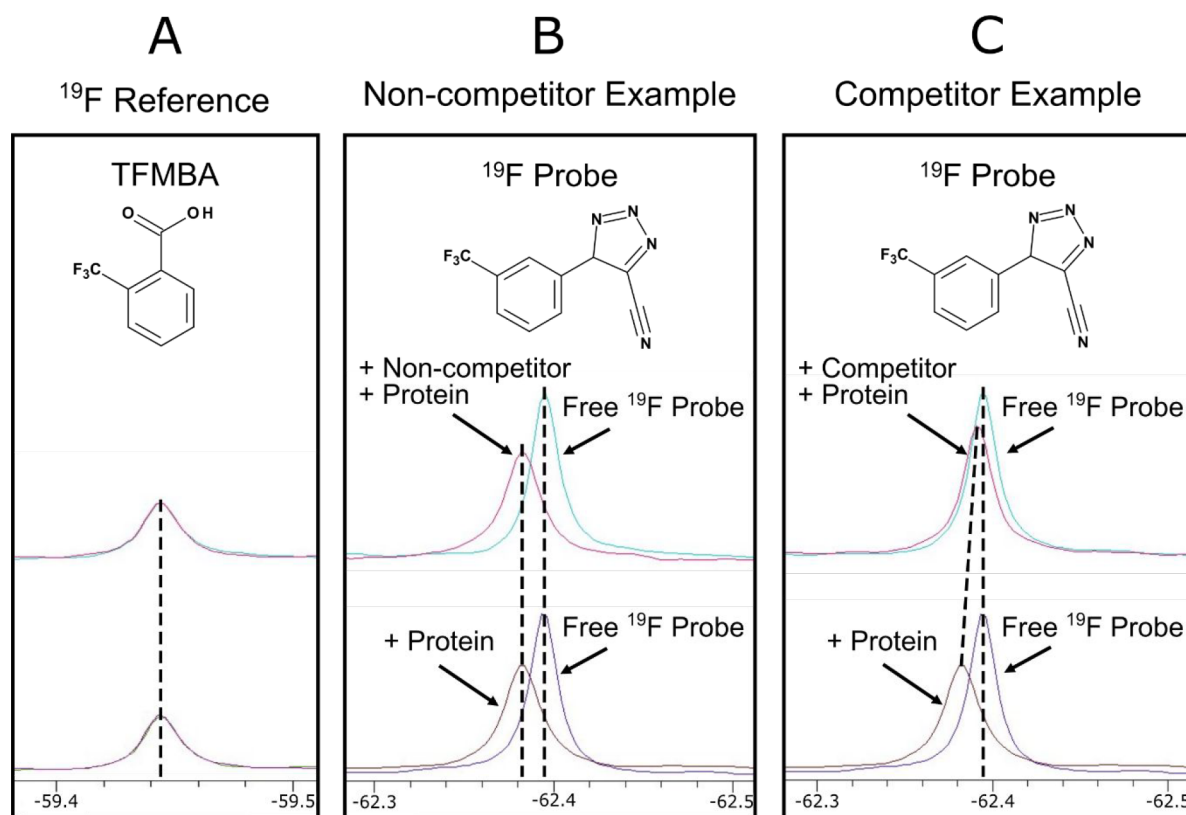 A
¹⁹F Reference
TFMBA
O
OH
F₃C
-59.4
-59.5
B
Non-competitor Example
¹⁹F Probe
N
N
N
F₃C
N
+ Non-competitor
+ Protein
Free ¹⁹F Probe
+ Protein
Free ¹⁹F Probe
-62.3
-62.4
-62.5
C
Competitor Example
¹⁹F Probe
N
N
N
F₃C
N
+ Competitor
+ Protein
Free ¹⁹F Probe
+ Protein
Free ¹⁹F Probe
-62.3
-62.4
-62.5